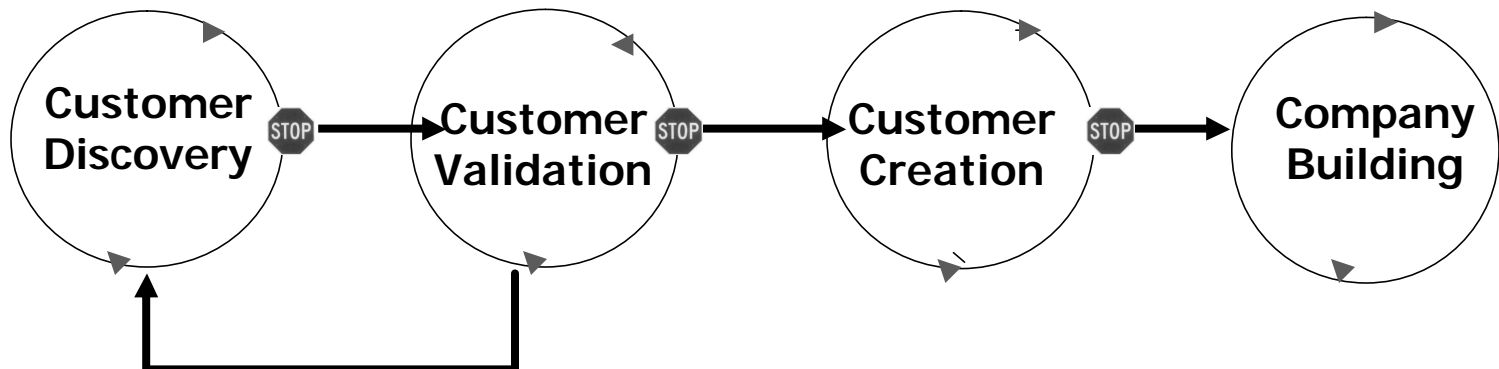 Customer
Discovery
STOP
Customer
Validation
STOP
Customer
Creation
STOP
Company
Building